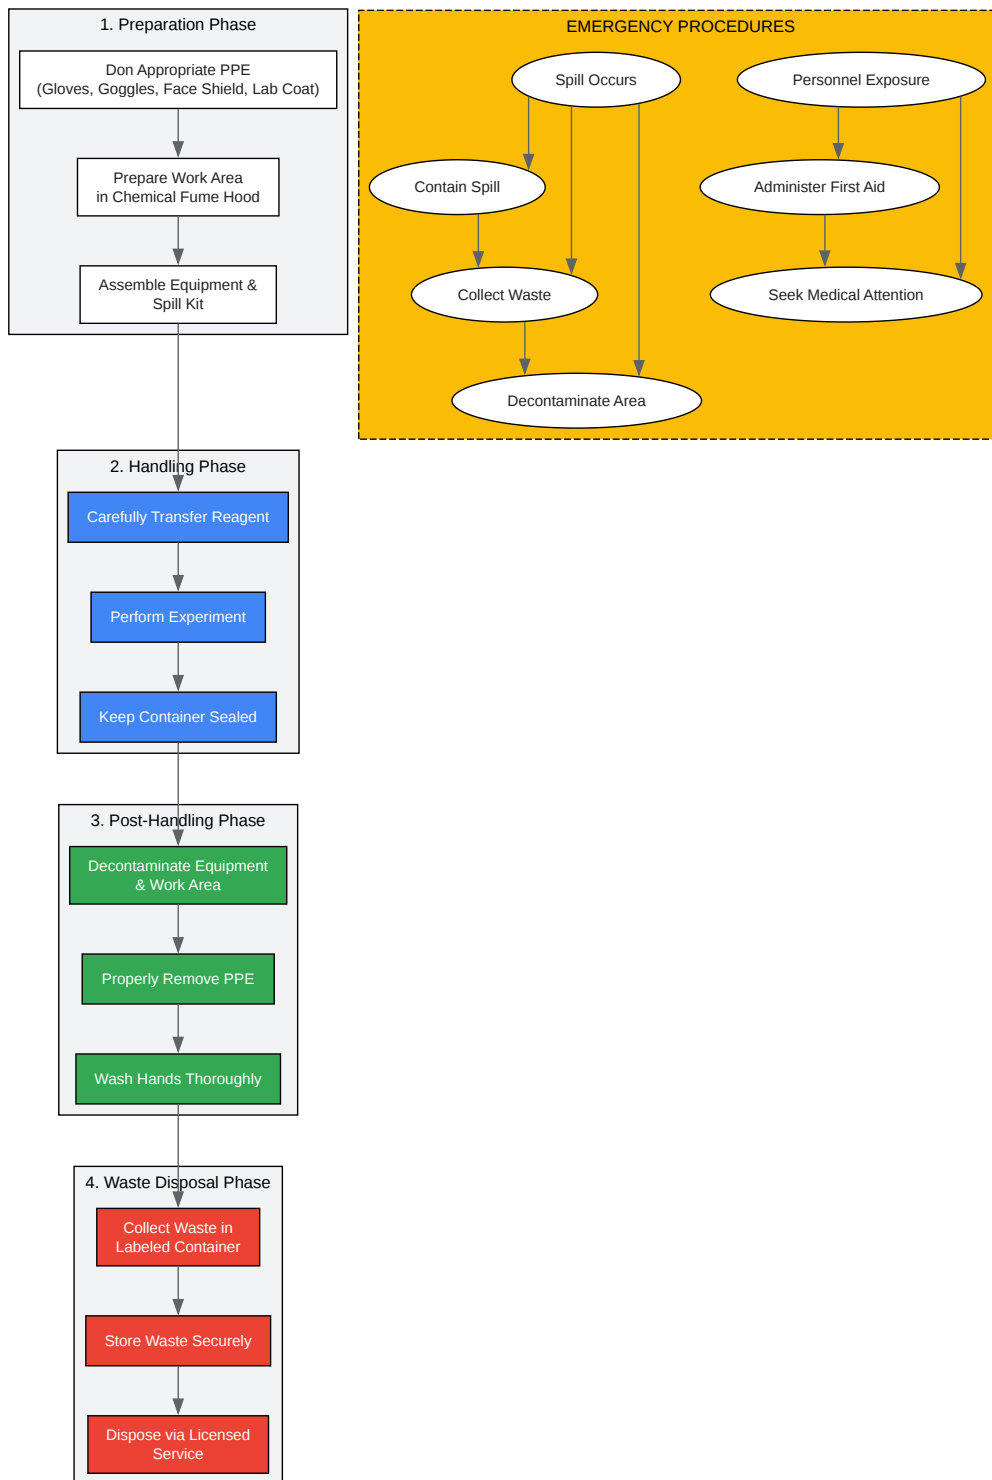 1. Preparation Phase
Don Appropriate PPE
(Gloves, Goggles, Face Shield, Lab Coat)
Prepare Work Area
in Chemical Fume Hood
Assemble Equipment &
Spill Kit
EMERGENCY PROCEDURES
Spill Occurs
Personnel Exposure
Contain Spill
Administer First Aid
Collect Waste
Seek Medical Attention
Decontaminate Area
2. Handling Phase
Carefully Transfer Reagent
Perform Experiment
Keep Container Sealed
3. Post-Handling Phase
Decontaminate Equipment
& Work Area
Properly Remove PPE
Wash Hands Thoroughly
4. Waste Disposal Phase
Collect Waste in
Labeled Container
Store Waste Securely
Dispose via Licensed
Service